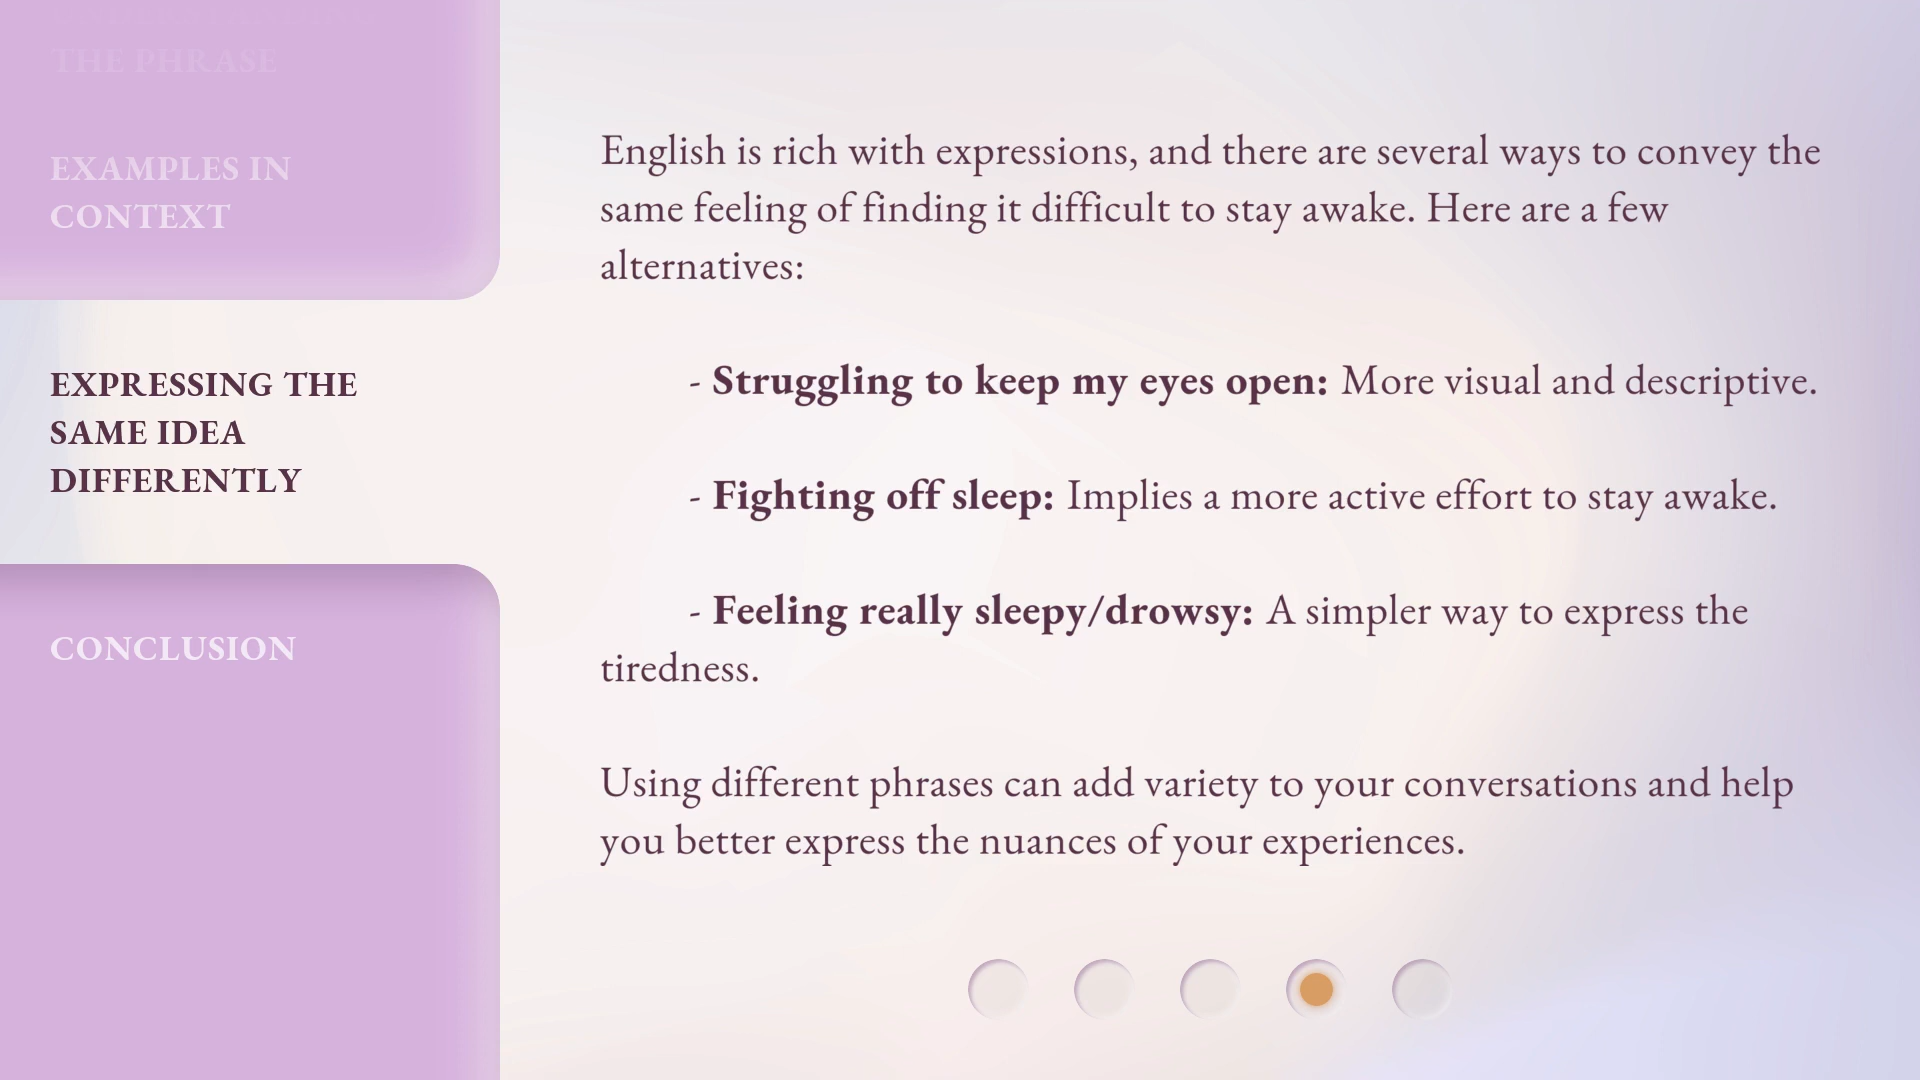 THE PHRASE
EXAMPLES IN
CONTEXT
EXPRESSING THE
SAME IDEA
DIFFERENTLY
CONCLUSION
English is rich with expressions, and there are several ways to convey the
same feeling of finding it difficult to stay awake. Here are a few
alternatives:
- Struggling to keep my eyes open: More visual and descriptive.
- Fighting off sleep: Implies a more active effort to stay awake.
- Feeling really sleepy/drowsy: A simpler way to express the
tiredness.
Using different phrases can add variety to your conversations and help
you better express the nuances of your experiences.